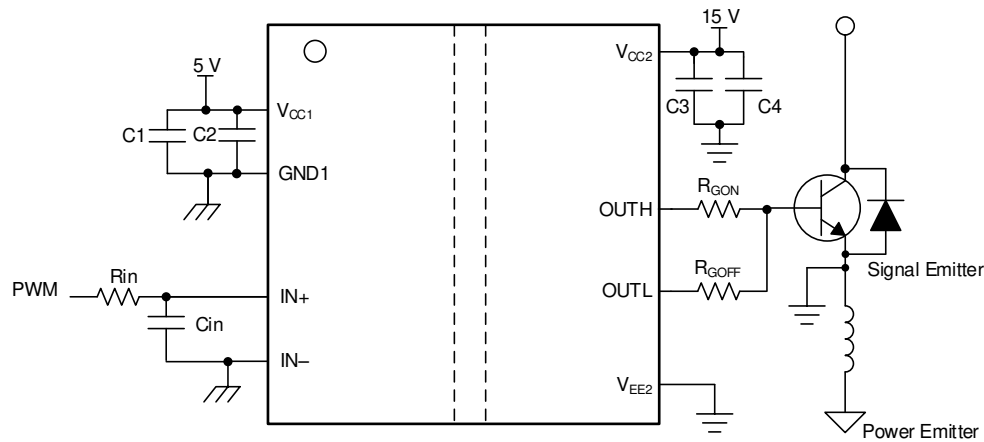 15 V
5 V
VCC2
VCC1
C1
C2
C3
C4
GND1
RGON
OUTH
RGOFF
OUTL
Signal Emitter
PWM
Rin
IN+
Cin
IN–
VEE2
Power Emitter